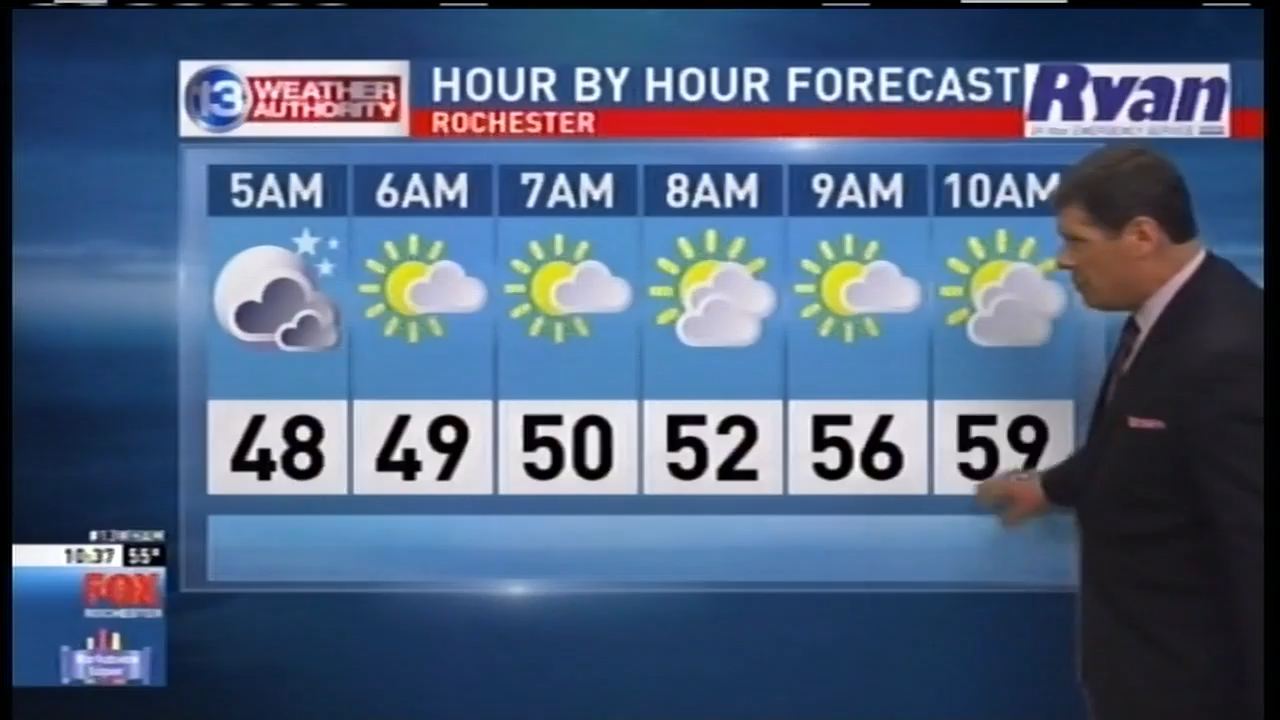 13 WEATHER AUTHORITY
HOUR BY HOUR FORECAST
ROCHESTER
Ryan
5AM 6AM 7AM 8AM 9AM 10AM
48 49 50 52 56 59
#13WHAM
10:37 55°
FOX
ROCHESTER